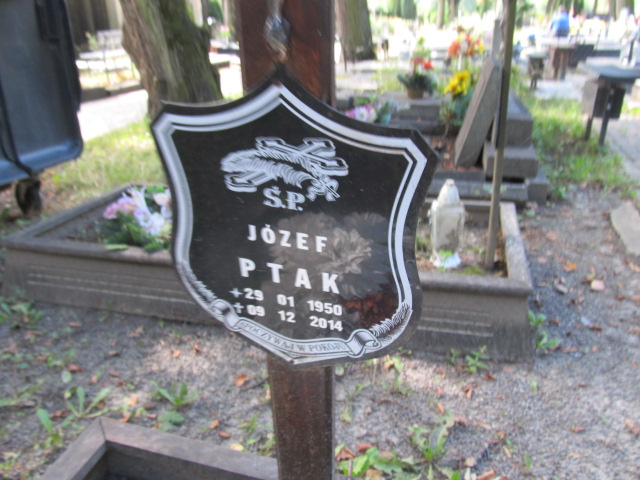 Ś.P.
JÓZEF
PTAK
*29 01 1950
+09 12 2014
SPOCZYWAJ W POKOJU